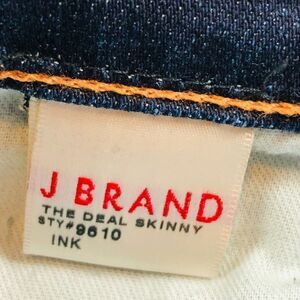 J BRAND
THE DEAL SKINNY
STY#9610
INK